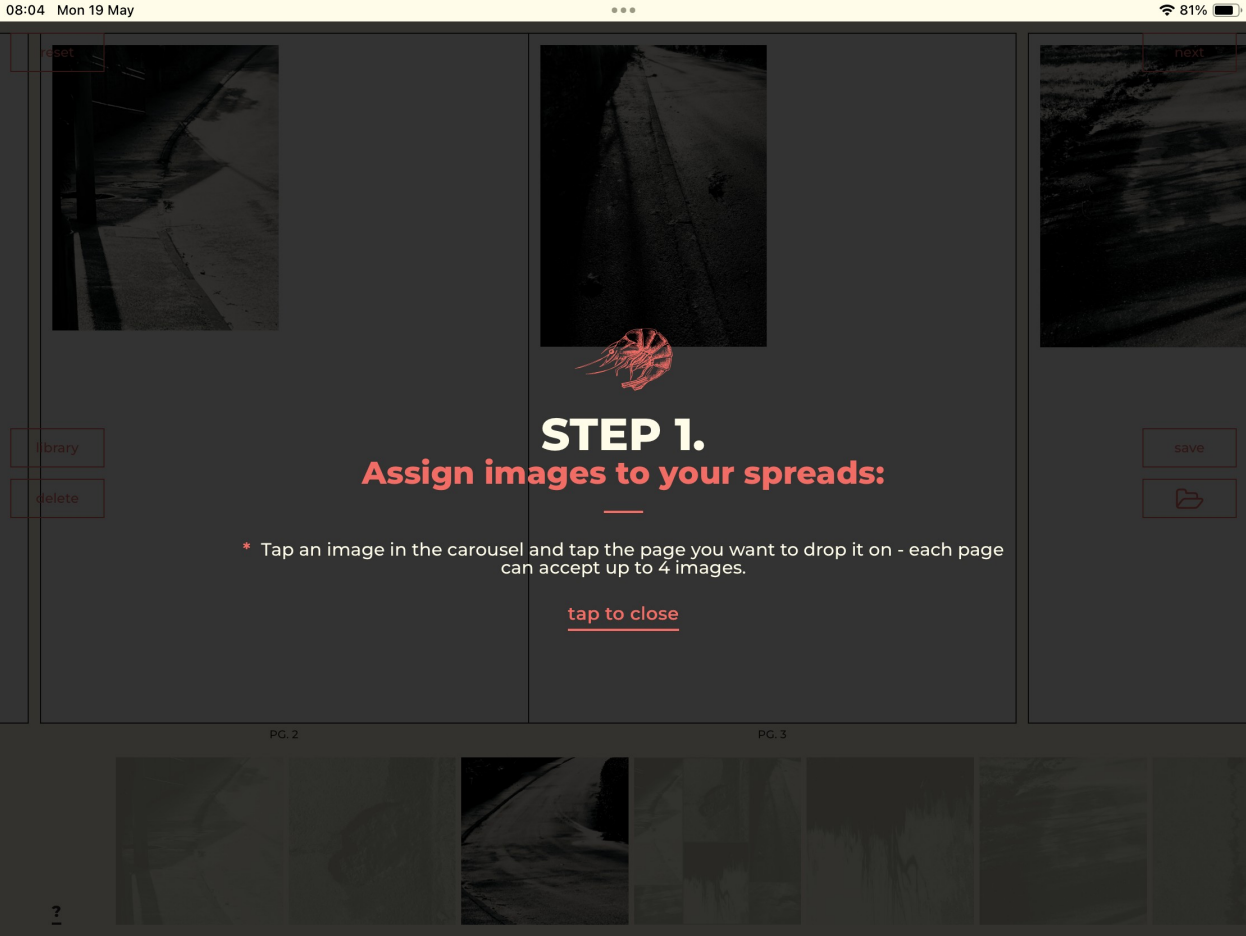 08:04 Mon 19 May
81%
reset
next
library
save
delete
STEP 1.
Assign images to your spreads:
* Tap an image in the carousel and tap the page you want to drop it on - each page
can accept up to 4 images.
tap to close
PG. 2
PG. 3
?